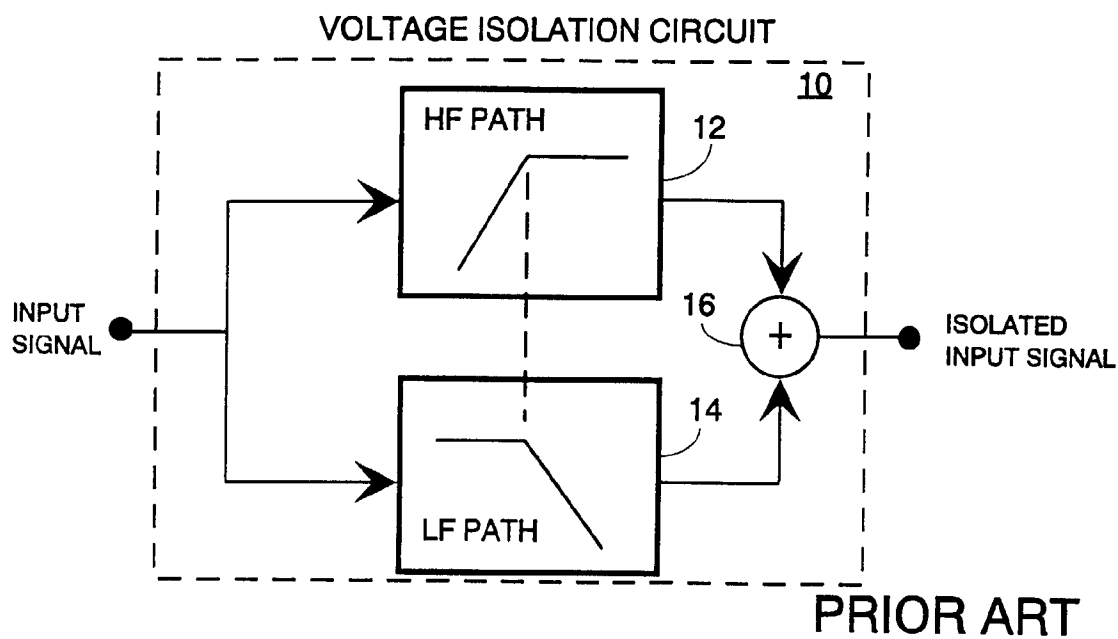 VOLTAGE ISOLATION CIRCUIT
10
HF PATH
12
INPUT
SIGNAL
16
+
ISOLATED
INPUT SIGNAL
14
LF PATH
PRIOR ART